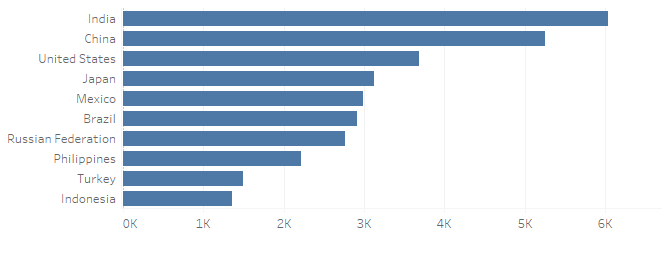 India
China
United States
Japan
Mexico
Brazil
Russian Federation
Philippines
Turkey
Indonesia
0K 1K 2K 3K 4K 5K 6K